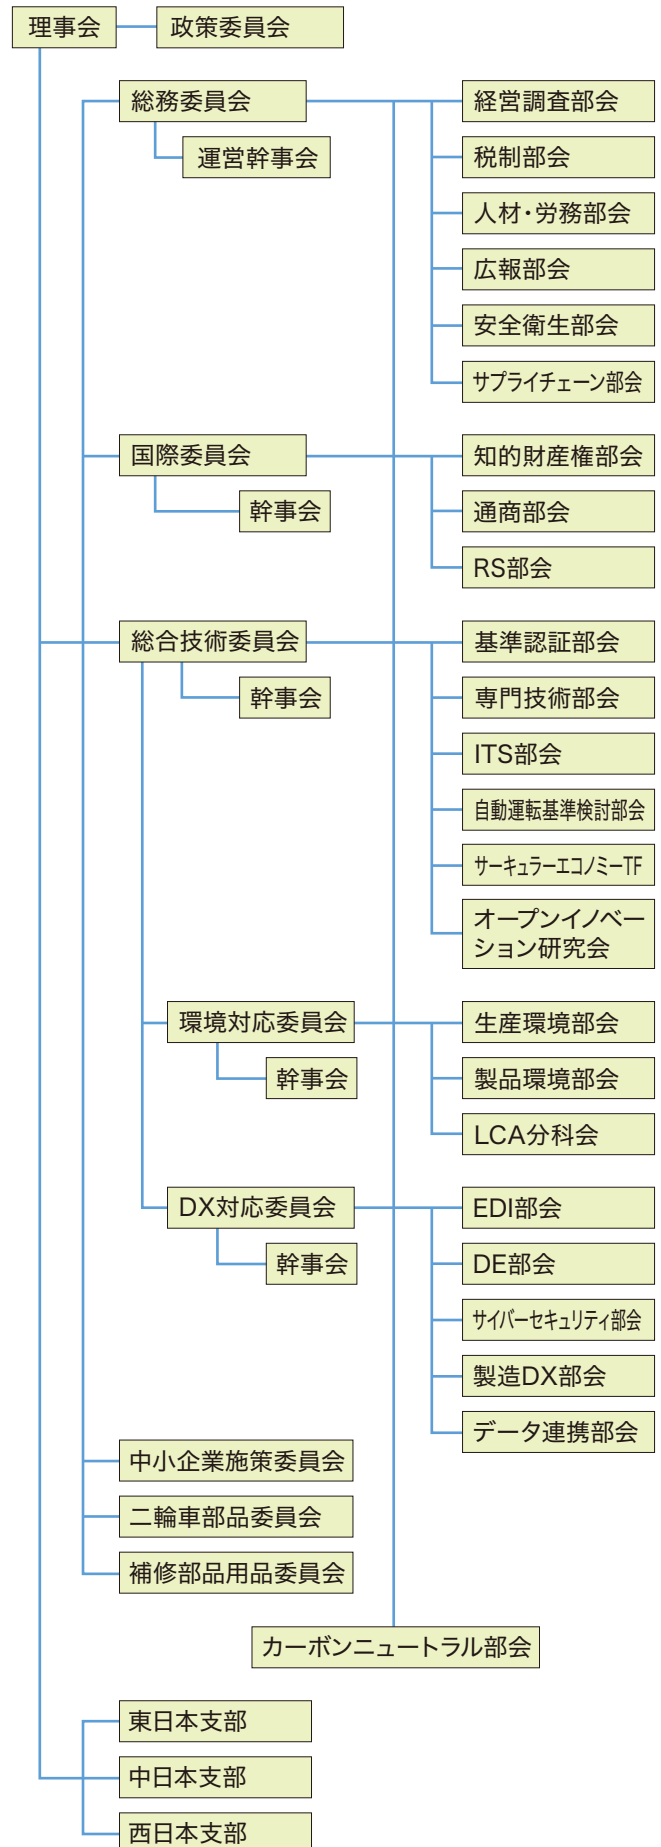 理事会
政策委員会
総務委員会
運営幹事会
経営調査部会
税制部会
人材・労務部会
広報部会
安全衛生部会
サプライチェーン部会
国際委員会
幹事会
知的財産権部会
通商部会
RS部会
総合技術委員会
幹事会
基準認証部会
専門技術部会
ITS部会
自動運転基準検討部会
サーキュラーエコノミーTF
オープンイノベー
ション研究会
環境対応委員会
幹事会
生産環境部会
製品環境部会
LCA分科会
DX対応委員会
幹事会
EDI部会
DE部会
サイバーセキュリティ部会
製造DX部会
データ連携部会
中小企業施策委員会
二輪車部品委員会
補修部品用品委員会
カーボンニュートラル部会
東日本支部
中日本支部
西日本支部